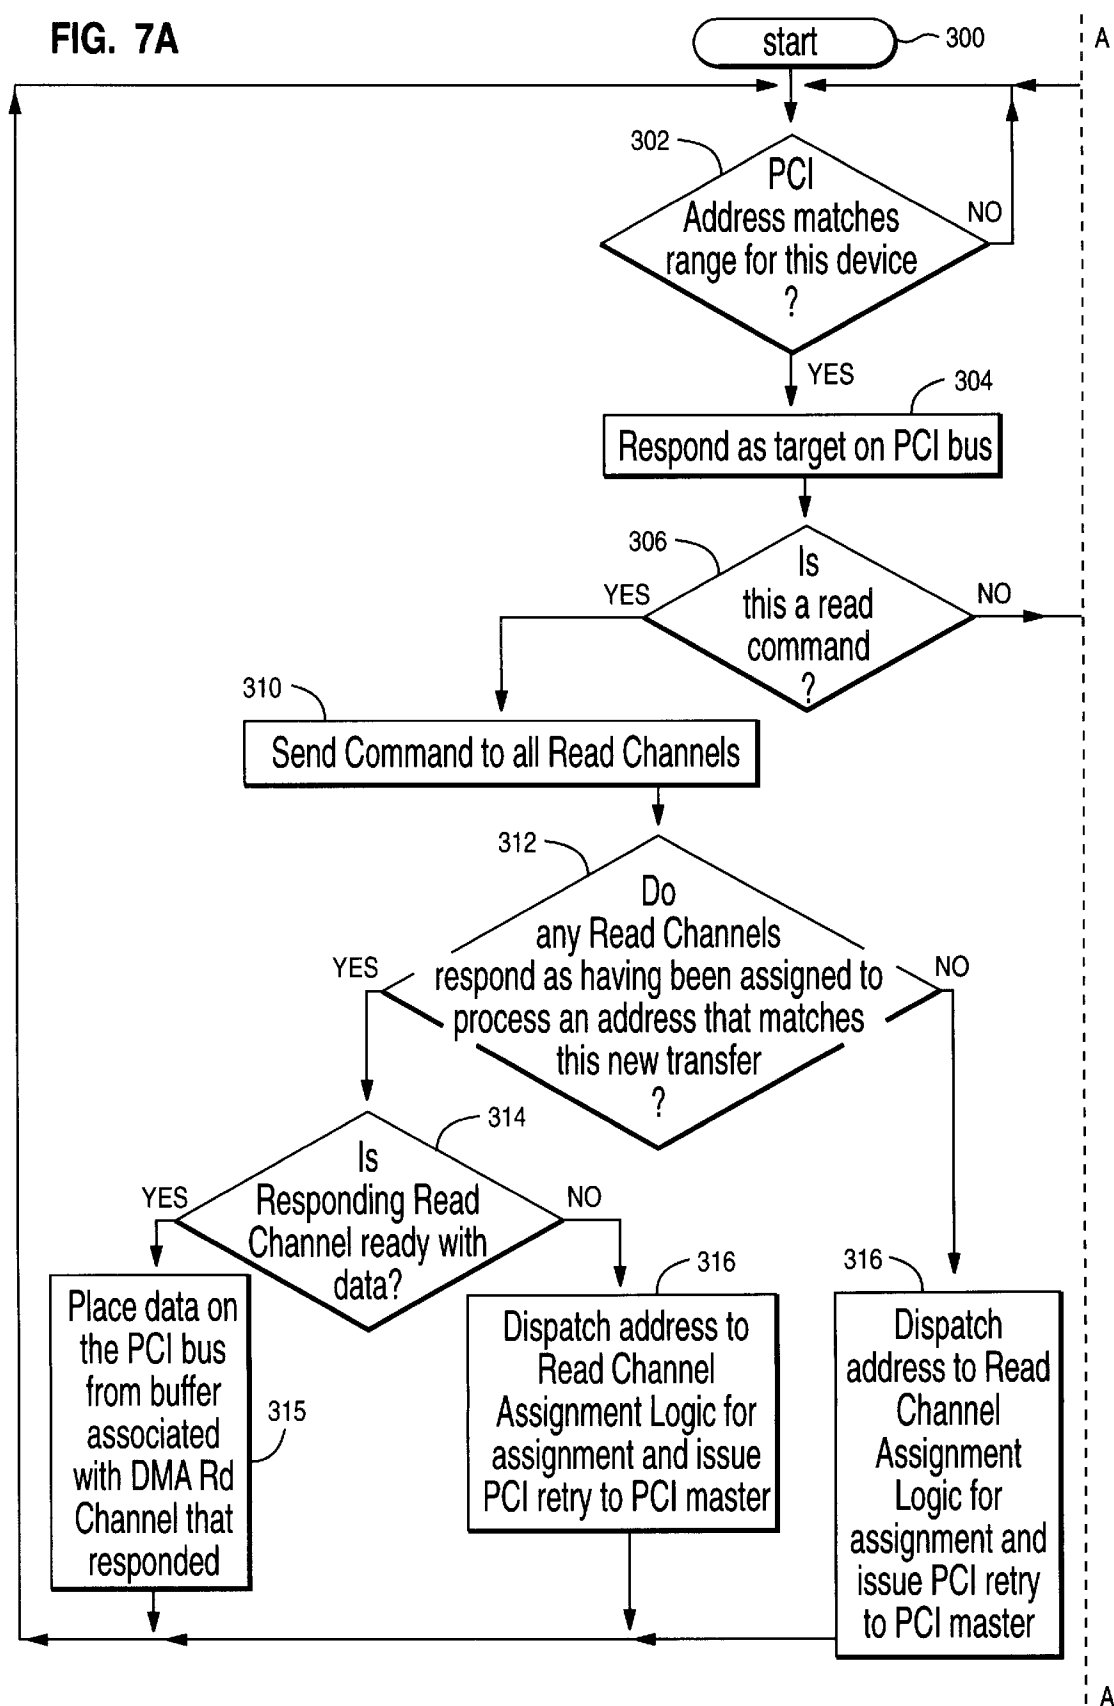 FIG. 7A
start
300
A
302
PCI
Address matches
range for this device
?
NO
YES
304
Respond as target on PCI bus
306
Is
this a read
command
?
YES
NO
310
Send Command to all Read Channels
312
Do
any Read Channels
respond as having been assigned to
process an address that matches
this new transfer
?
YES
NO
314
Is
Responding Read
Channel ready with
data?
YES
NO
Place data on
the PCI bus
from buffer
associated
with DMA Rd
Channel that
responded
315
316
Dispatch address to
Read Channel
Assignment Logic for
assignment and issue
PCI retry to PCI master
316
Dispatch
address to Read
Channel
Assignment
Logic for
assignment and
issue PCI retry
to PCI master
A